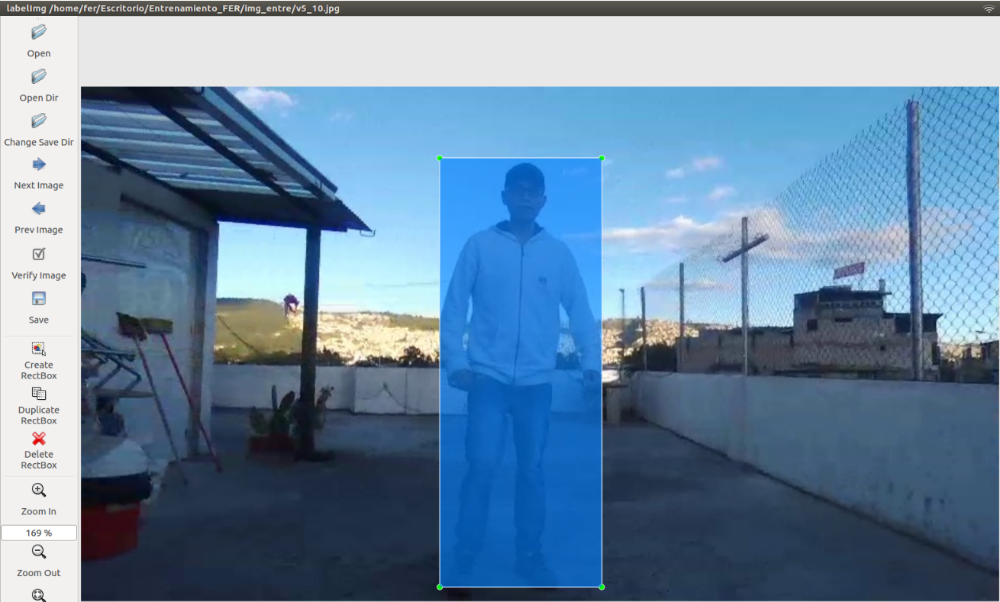 labelImg /home/fer/Escritorio/Entrenamiento_FER/img_entre/v5_10.jpg
Open
Open Dir
Change Save Dir
Next Image
Prev Image
Verify Image
Save
Create
RectBox
Duplicate
RectBox
Delete
RectBox
Zoom In
169 %
Zoom Out